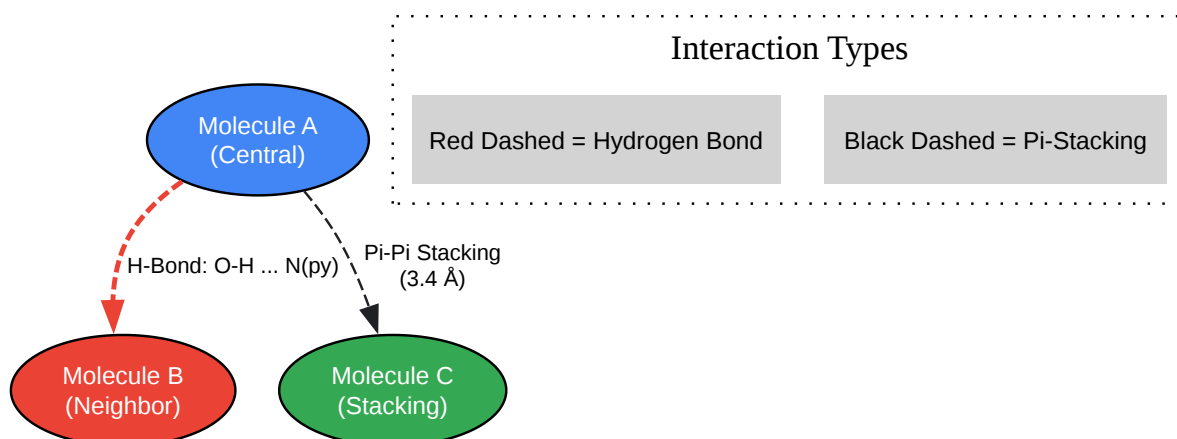 Interaction Types
Molecule A
(Central)
Red Dashed = Hydrogen Bond
Black Dashed = Pi-Stacking
H-Bond: O-H ... N(py)
Pi-Pi Stacking
(3.4 Å)
Molecule B
(Neighbor)
Molecule C
(Stacking)